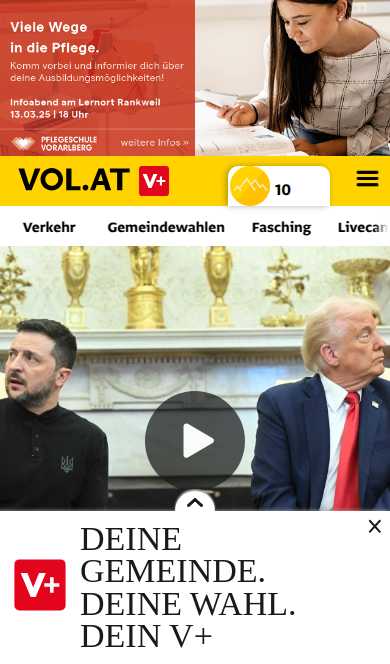 Viele Wege
in die Pflege.
Komm vorbei und informier dich über
deine Ausbildungsmöglichkeiten!
Infoabend am Lernort Rankweil
13.03.25 | 18 Uhr
PFLEGESCHULE
VORARLBERG
weitere Infos »
VOL.AT V+
10
Verkehr Gemeindewahlen Fasching Livecam
DEINE
GEMEINDE.
V+
DEINE WAHL.
DEIN V+